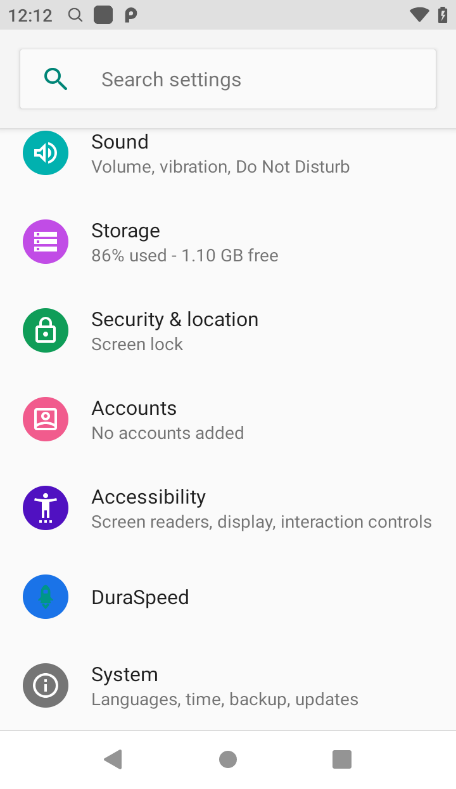 12:12
Search settings
Sound
Volume, vibration, Do Not Disturb
Storage
86% used - 1.10 GB free
Security & location
Screen lock
Accounts
No accounts added
Accessibility
Screen readers, display, interaction controls
DuraSpeed
System
Languages, time, backup, updates